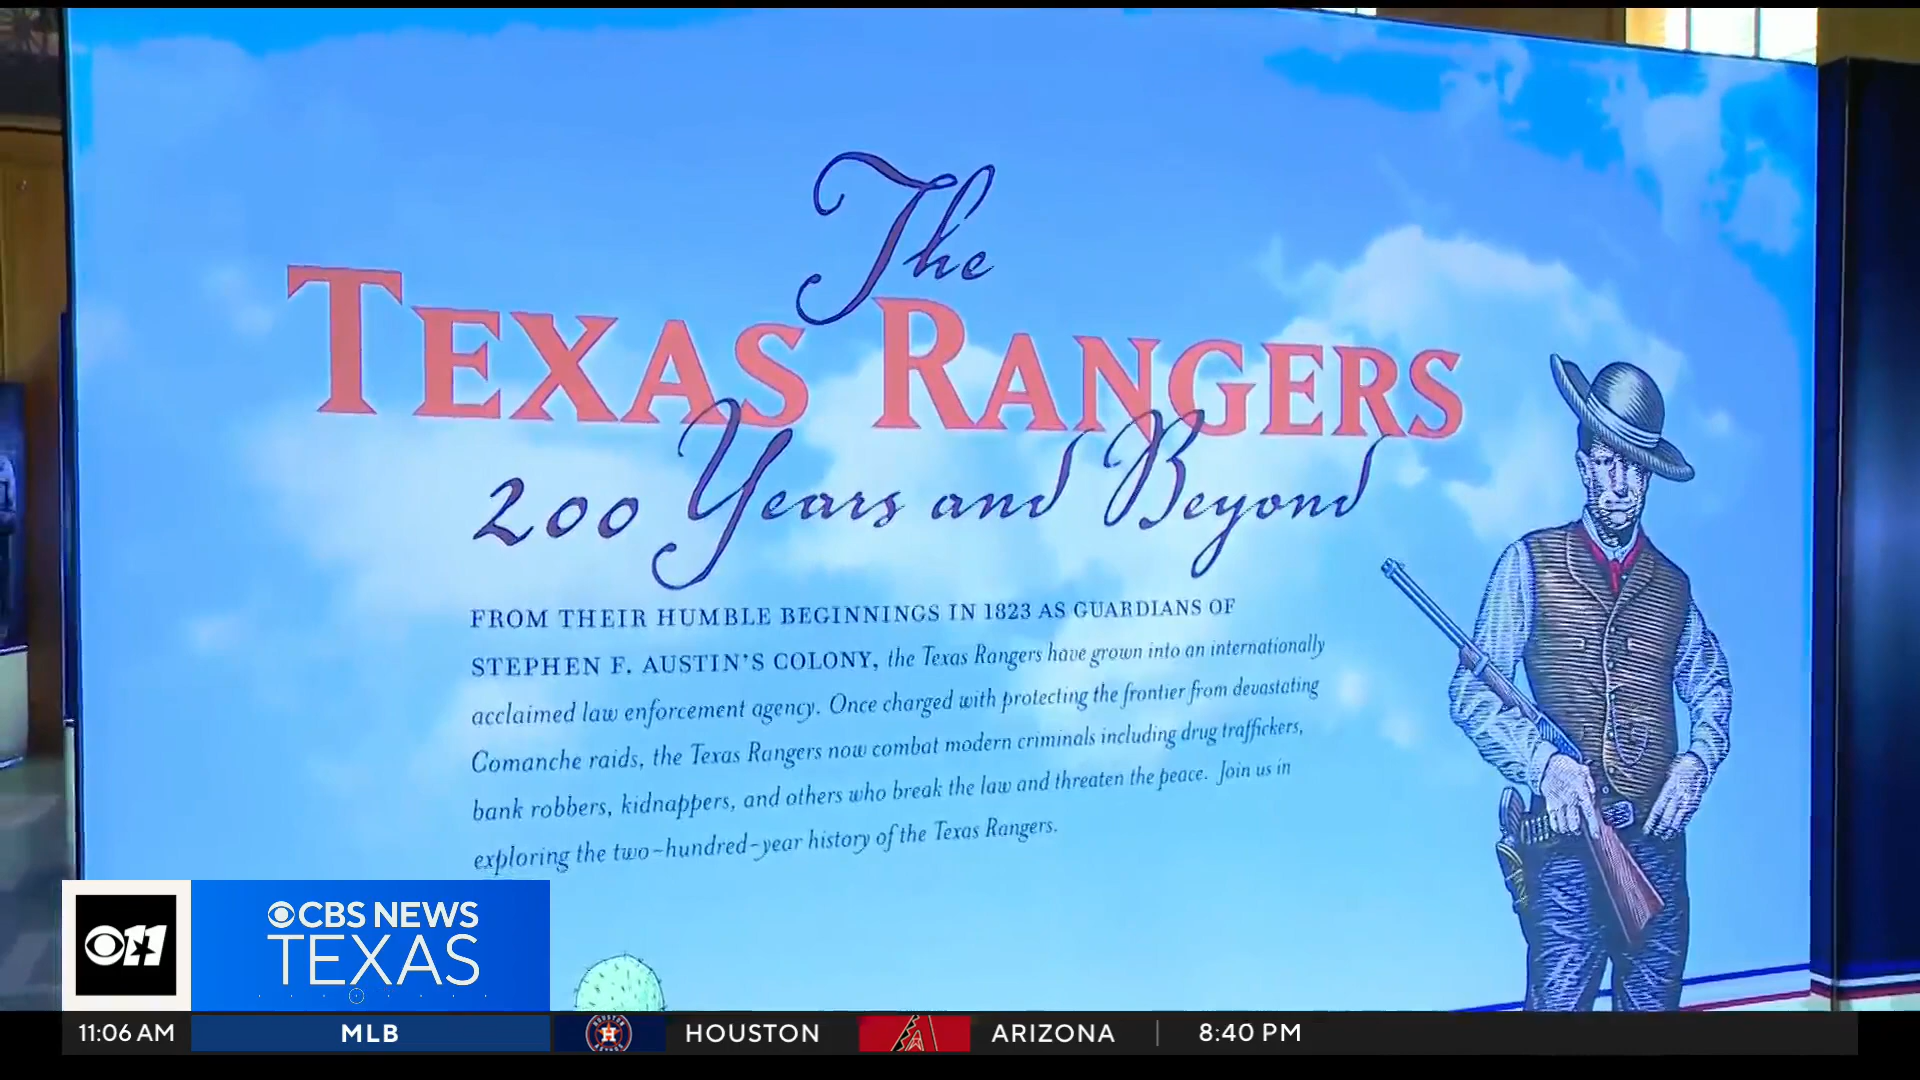 The
TEXAS RANGERS
200 Years and Beyond
FROM THEIR HUMBLE BEGINNINGS IN 1823 AS GUARDIANS OF
STEPHEN F. AUSTIN'S COLONY, the Texas Rangers have grown into an internationally
acclaimed law enforcement agency. Once charged with protecting the frontier from devastating
Comanche raids, the Texas Rangers now combat modern criminals including drug traffickers,
bank robbers, kidnappers, and others who break the law and threaten the peace. Join us in
exploring the two-hundred-year history of the Texas Rangers.
11
CBS NEWS
TEXAS
11:06 AM MLB HOUSTON ASTROS H HOUSTON A ARIZONA | 8:40 PM